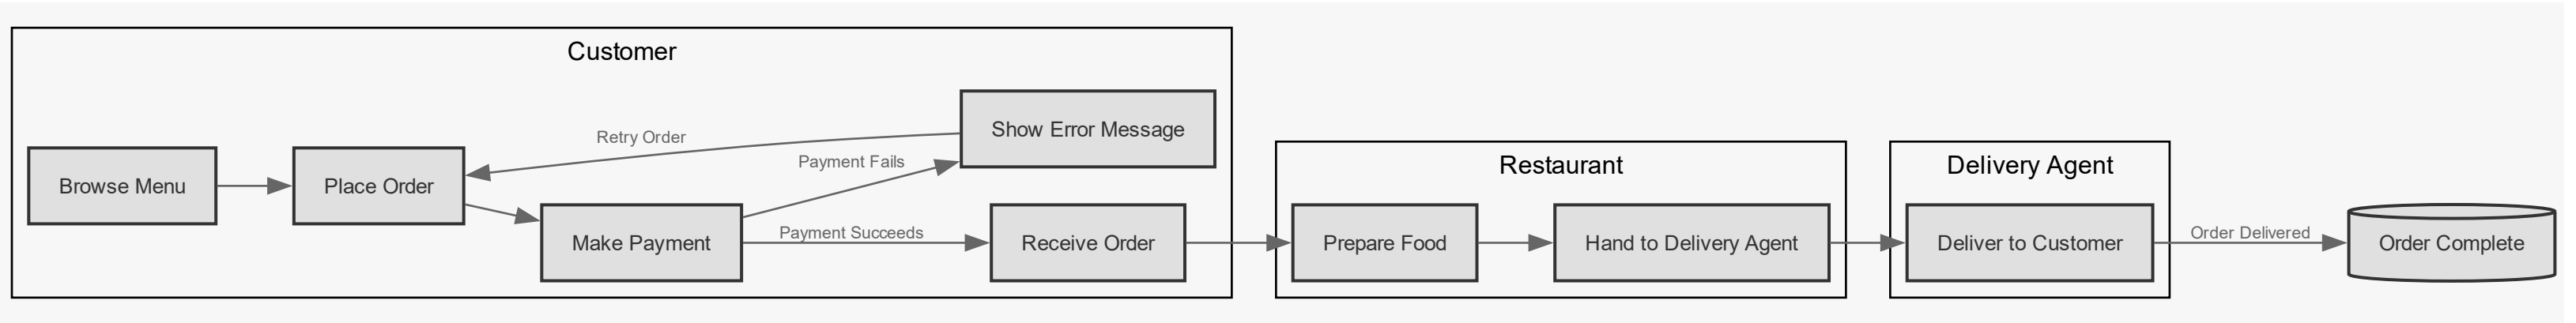 Customer
Browse Menu
Place Order
Retry Order
Make Payment
Payment Fails
Show Error Message
Payment Succeeds
Receive Order
Restaurant
Prepare Food
Hand to Delivery Agent
Delivery Agent
Deliver to Customer
Order Delivered
Order Complete